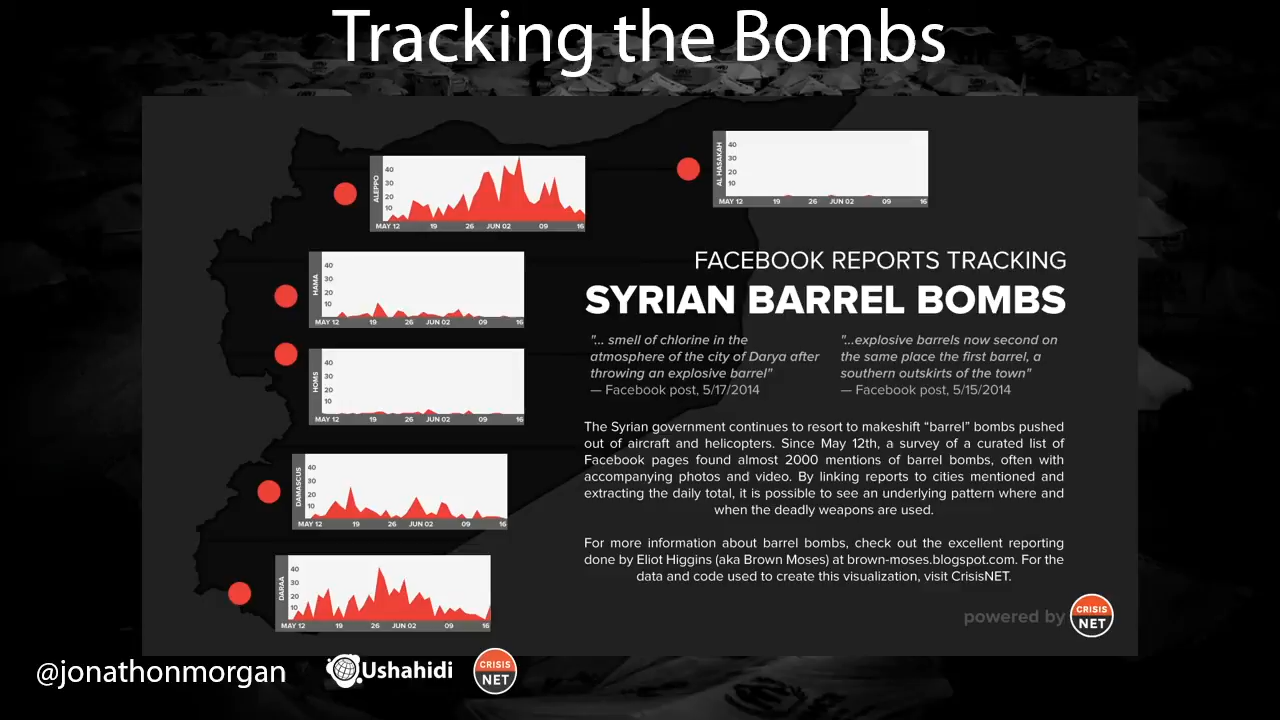 Tracking the Bombs
ALEPPO
40
30
20
10
MAY 12 19 26 JUN 02 09 16
AL HASAKAH
40
30
20
10
MAY 12 19 26 JUN 02 09 16
HAMA
40
30
20
10
MAY 12 19 26 JUN 02 09 16
HOMS
40
30
20
10
MAY 12 19 26 JUN 02 09 16
DAMASCUS
40
30
20
10
MAY 12 19 26 JUN 02 09 16
DARAA
40
30
20
10
MAY 12 19 26 JUN 02 09 16
FACEBOOK REPORTS TRACKING
SYRIAN BARREL BOMBS
"... smell of chlorine in the
atmosphere of the city of Darya after
throwing an explosive barrel"
— Facebook post, 5/17/2014
"...explosive barrels now second on
the same place the first barrel, a
southern outskirts of the town"
— Facebook post, 5/15/2014
The Syrian government continues to resort to makeshift “barrel” bombs pushed
out of aircraft and helicopters. Since May 12th, a survey of a curated list of
Facebook pages found almost 2000 mentions of barrel bombs, often with
accompanying photos and video. By linking reports to cities mentioned and
extracting the daily total, it is possible to see an underlying pattern where and
when the deadly weapons are used.
For more information about barrel bombs, check out the excellent reporting
done by Eliot Higgins (aka Brown Moses) at brown-moses.blogspot.com. For the
data and code used to create this visualization, visit CrisisNET.
powered by
CRISIS
NET
@jonathonmorgan
Ushahidi
CRISIS
NET